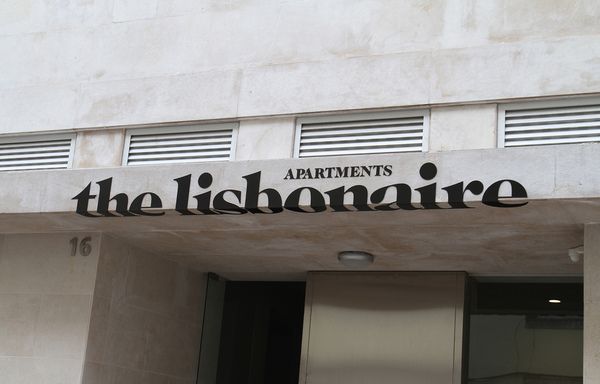 APARTMENTS
the lisbonaire
16